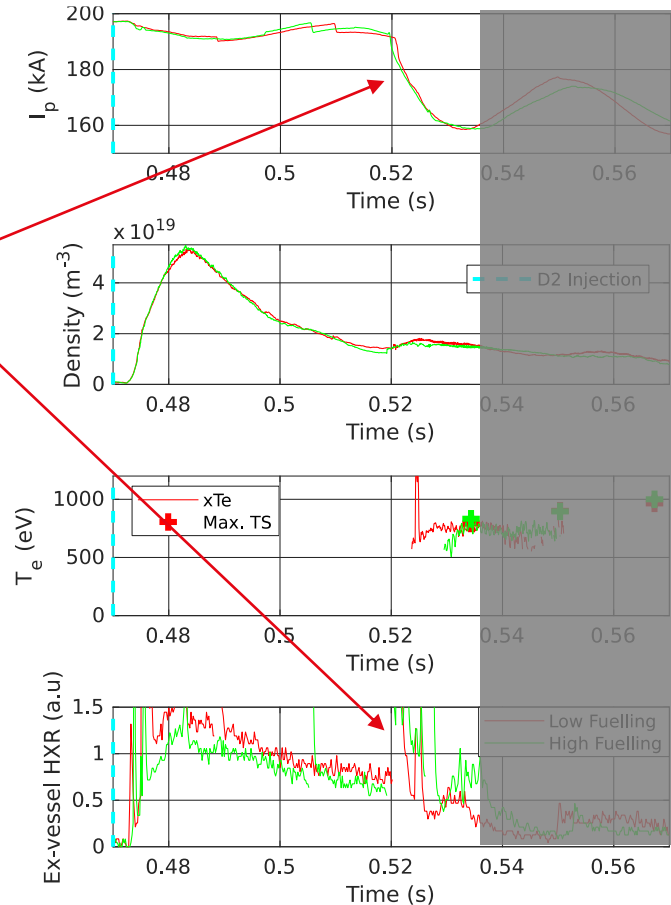 200
180
160
I_p (kA)
0.48 0.5 0.52 0.54 0.56
Time (s)
x 10^19
4
2
0
Density (m^-3)
D2 Injection
0.48 0.5 0.52 0.54 0.56
Time (s)
1000
500
0
T_e (eV)
xTe
Max. TS
0.48 0.5 0.52 0.54 0.56
Time (s)
1.5
1
0.5
0
Ex-vessel HXR (a.u)
Low Fuelling
High Fuelling
0.48 0.5 0.52 0.54 0.56
Time (s)